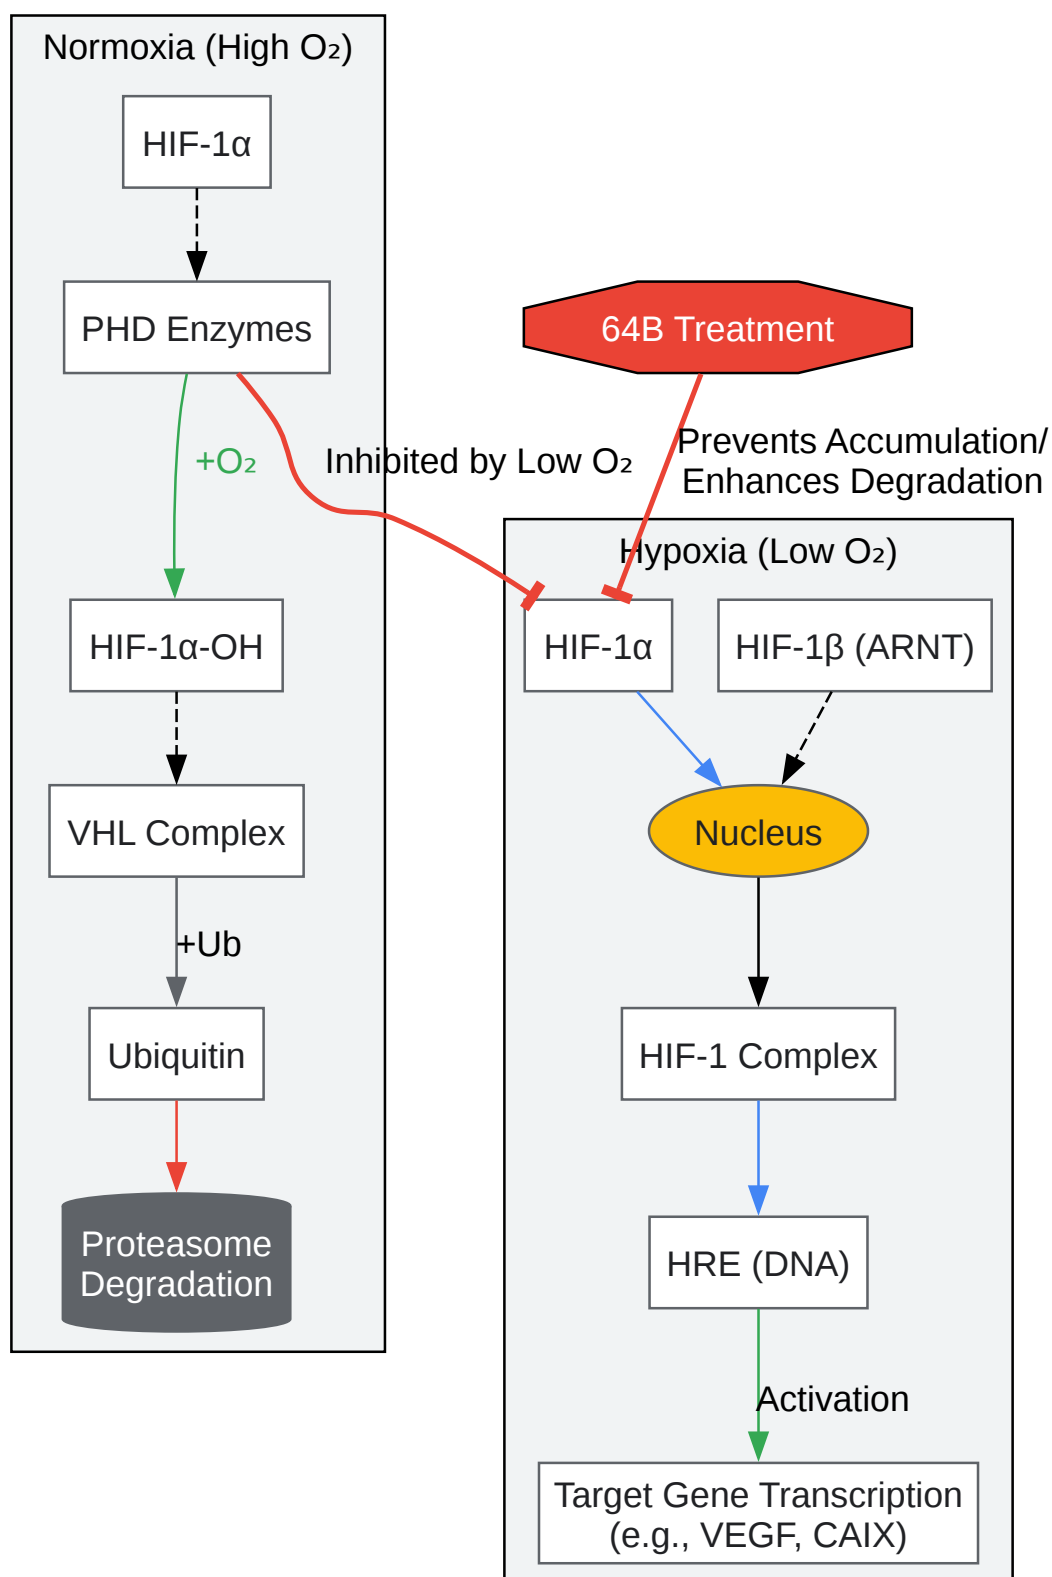 Normoxia (High O₂)
HIF-1α
PHD Enzymes
+O₂
Inhibited by Low O₂
HIF-1α-OH
VHL Complex
+Ub
Ubiquitin
Proteasome
Degradation
64B Treatment
Prevents Accumulation/
Enhances Degradation
Hypoxia (Low O₂)
HIF-1α
HIF-1β (ARNT)
Nucleus
HIF-1 Complex
HRE (DNA)
Activation
Target Gene Transcription
(e.g., VEGF, CAIX)